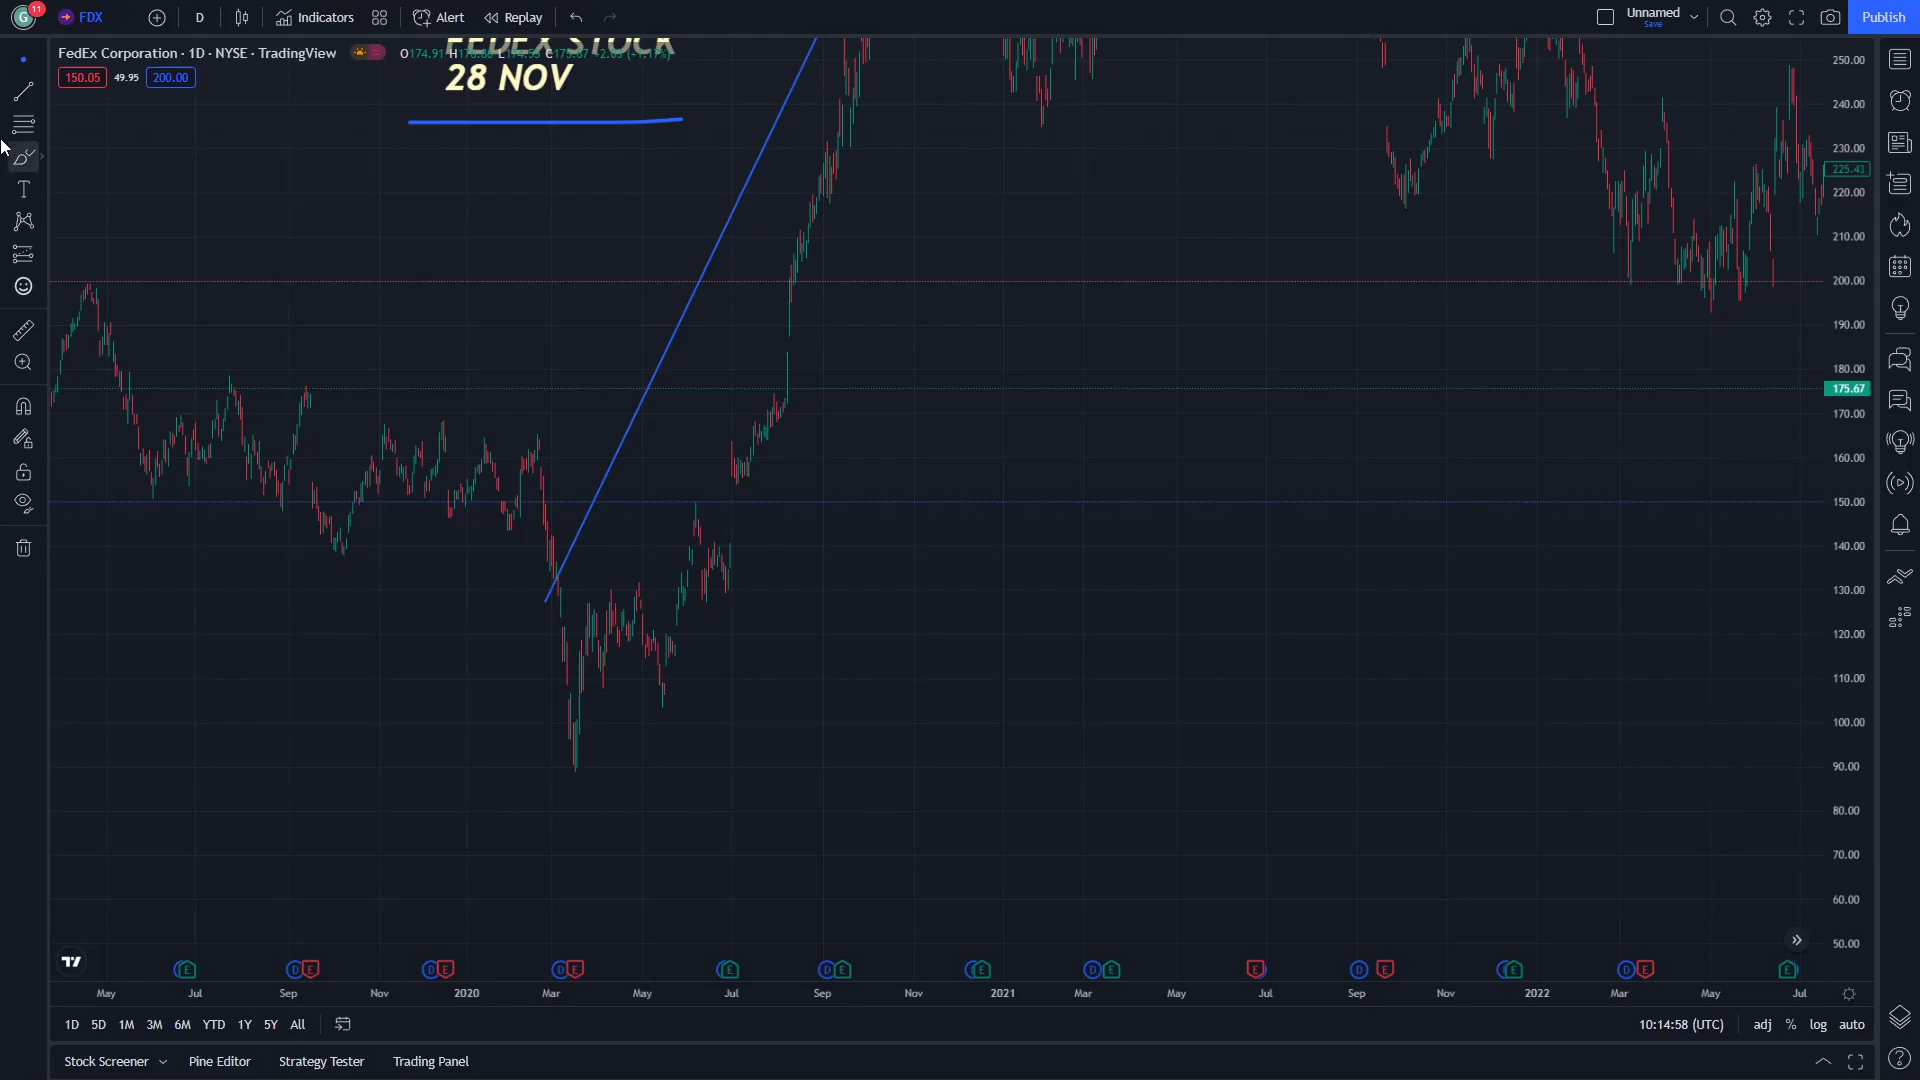 11 FDX D Indicators Alert Replay Unnamed Save Publish
FEDEX STOCK
FedEx Corporation · 1D · NYSE · TradingView
28 NOV
150.05 49.95 200.00
250.00
240.00
230.00
225.43
220.00
210.00
200.00
190.00
180.00
175.67
170.00
160.00
150.00
140.00
130.00
120.00
110.00
100.00
90.00
80.00
70.00
60.00
50.00
E D E D E D E E D E E D E E D E E D E E
May Jul Sep Nov 2020 Mar May Jul Sep Nov 2021 Mar May Jul Sep Nov 2022 Mar May Jul
1D 5D 1M 3M 6M YTD 1Y 5Y All 10:14:58 (UTC) adj % log auto
Stock Screener Pine Editor Strategy Tester Trading Panel